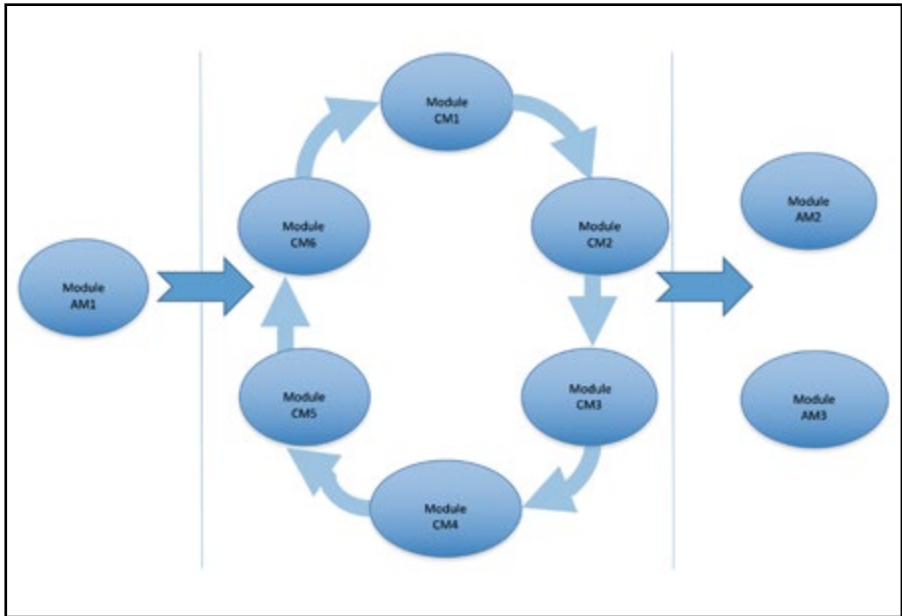 Module
CM1
Module
AM2
Module
CM6
Module
CM2
Module
AM1
Module
CM5
Module
CM3
Module
AM3
Module
CM4